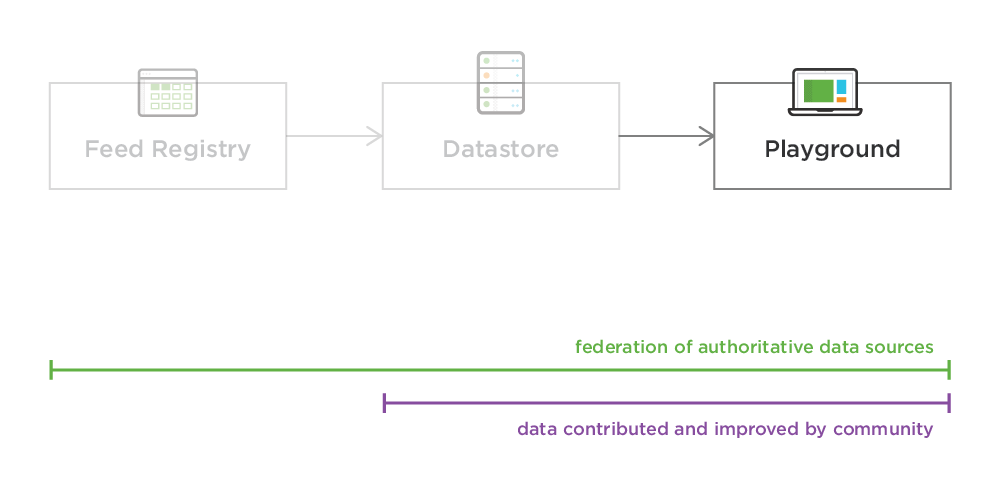 Feed Registry
Datastore
Playground
federation of authoritative data sources
data contributed and improved by community